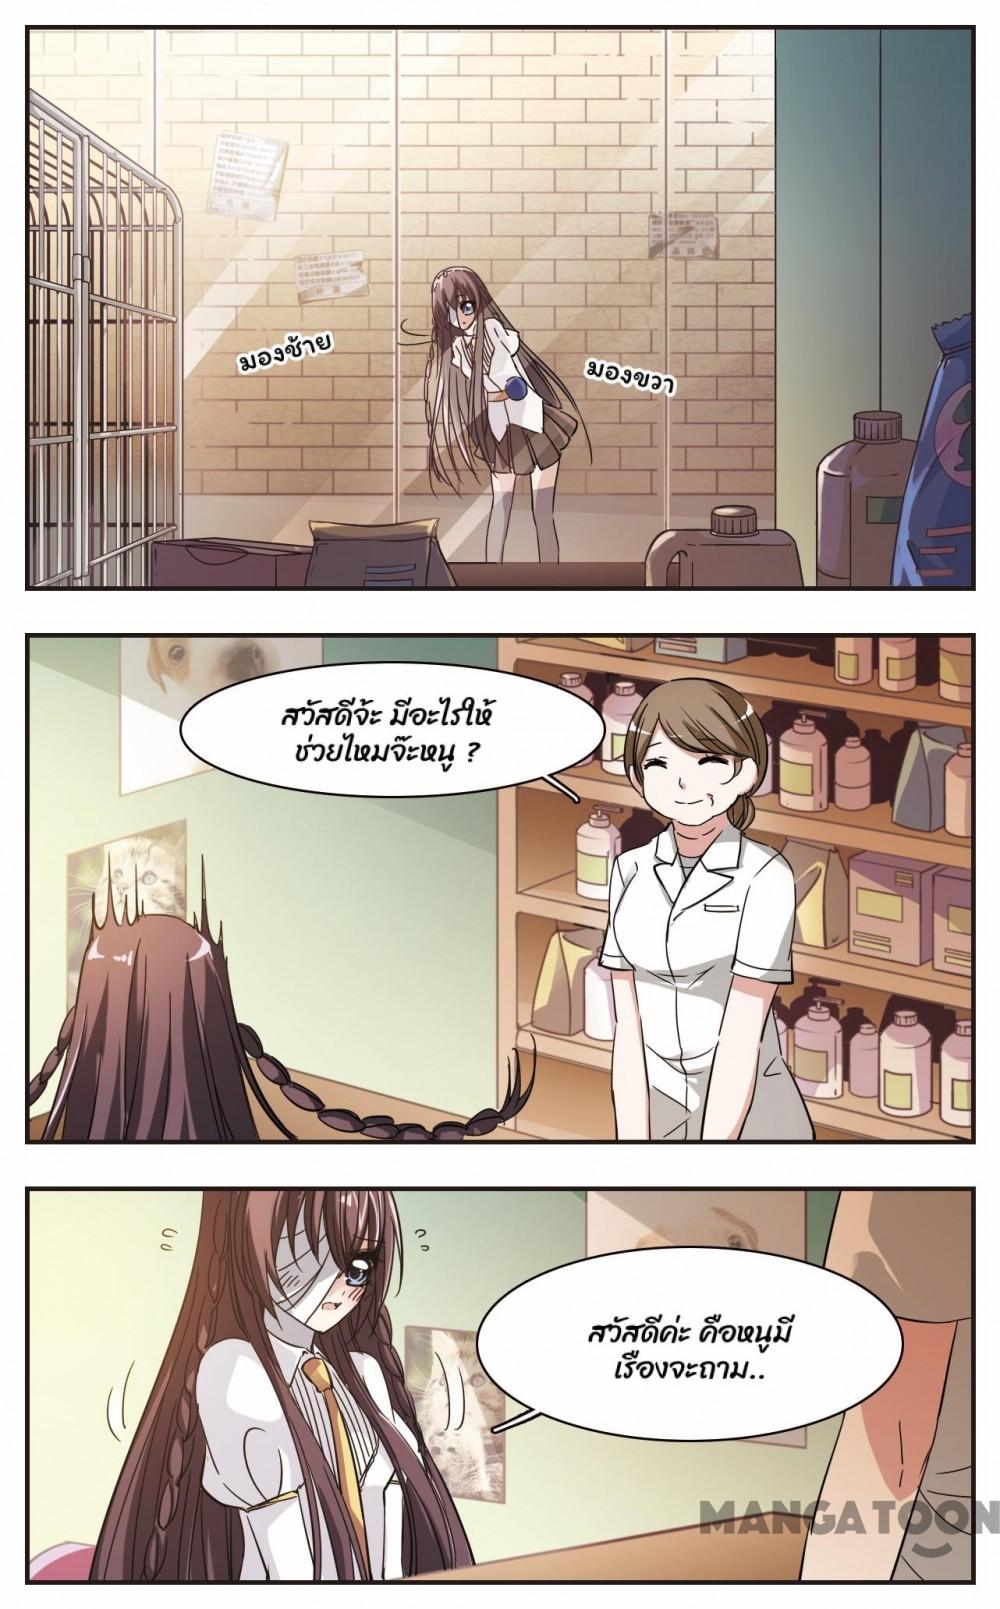 มองซ้าย
มองขวา
สวัสดีจ้ะ มีอะไรให้
ช่วยไหมจ๊ะหนู ?
สวัสดีค่ะ คือหนูมี
เรื่องจะถาม..
MANGATOON